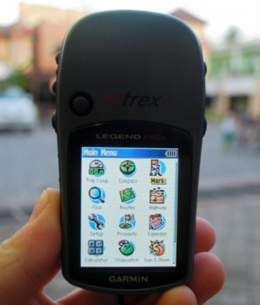 etrex
LEGEND HCx
Main Menu
Trip Comp Compass Mark
Find Routes Highway
Setup Proximity Calendar
Calculator Stopwatch Sun & Moon
GARMIN